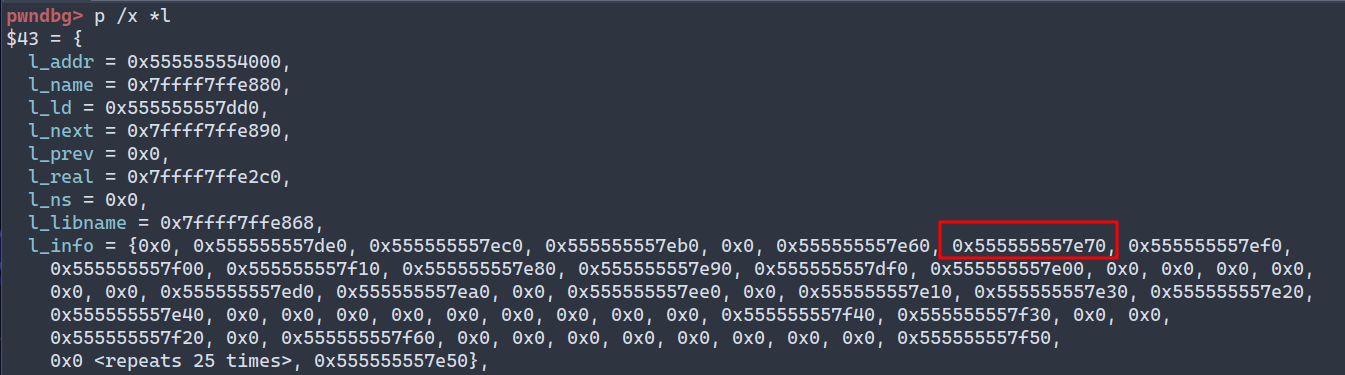 pwndbg> p /x *l
$43 = {
  l_addr = 0x555555554000,
  l_name = 0x7ffff7ffe880,
  l_ld = 0x555555557dd0,
  l_next = 0x7ffff7ffe890,
  l_prev = 0x0,
  l_real = 0x7ffff7ffe2c0,
  l_ns = 0x0,
  l_libname = 0x7ffff7ffe868,
  l_info = {0x0, 0x555555557de0, 0x555555557ec0, 0x555555557eb0, 0x0, 0x555555557e60, 0x555555557e70, 0x555555557ef0,
    0x555555557f00, 0x555555557f10, 0x555555557e80, 0x555555557e90, 0x555555557df0, 0x555555557e00, 0x0, 0x0, 0x0, 0x0,
    0x0, 0x0, 0x555555557ed0, 0x555555557ea0, 0x0, 0x555555557ee0, 0x0, 0x555555557e10, 0x555555557e30, 0x555555557e20,
    0x555555557e40, 0x0, 0x0, 0x0, 0x0, 0x0, 0x0, 0x0, 0x0, 0x0, 0x555555557f40, 0x555555557f30, 0x0, 0x0,
    0x555555557f20, 0x0, 0x555555557f60, 0x0, 0x0, 0x0, 0x0, 0x0, 0x0, 0x0, 0x0, 0x555555557f50,
    0x0 <repeats 25 times>, 0x555555557e50},